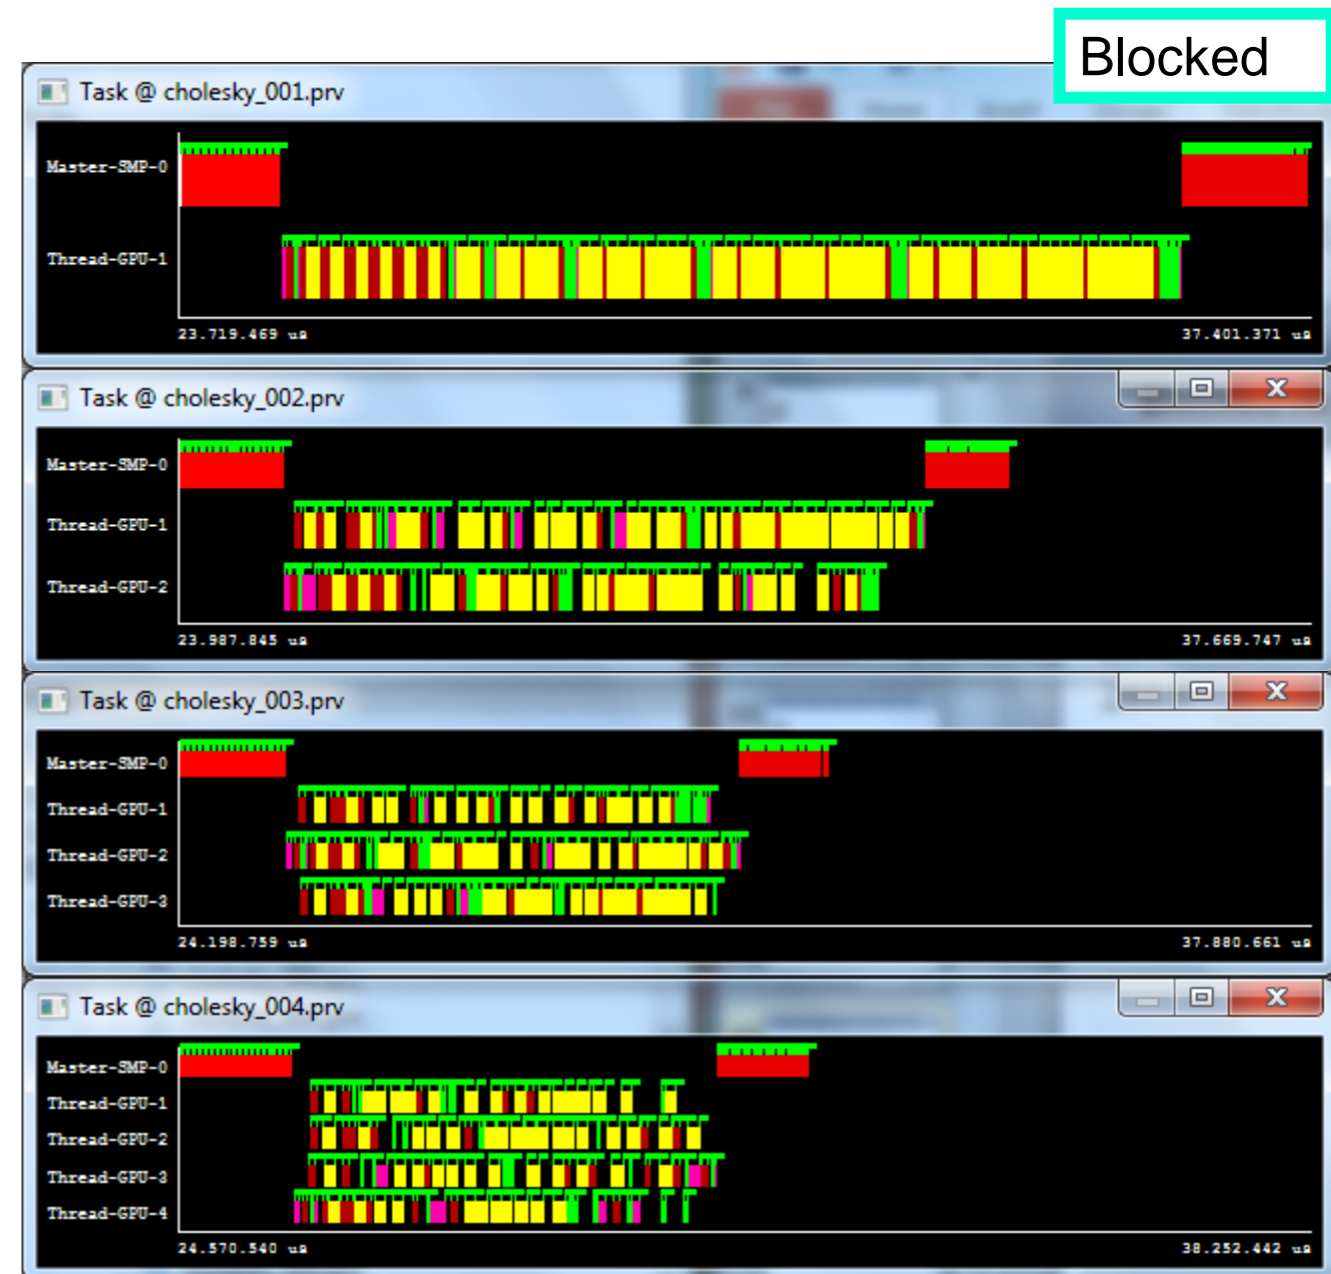 Blocked
Task @ cholesky_001.prv
Master-SMP-0
Thread-GPU-1
23.719.469 us
37.401.371 us
Task @ cholesky_002.prv
Master-SMP-0
Thread-GPU-1
Thread-GPU-2
23.987.845 us
37.669.747 us
Task @ cholesky_003.prv
Master-SMP-0
Thread-GPU-1
Thread-GPU-2
Thread-GPU-3
24.198.759 us
37.880.661 us
Task @ cholesky_004.prv
Master-SMP-0
Thread-GPU-1
Thread-GPU-2
Thread-GPU-3
Thread-GPU-4
24.570.540 us
38.252.442 us